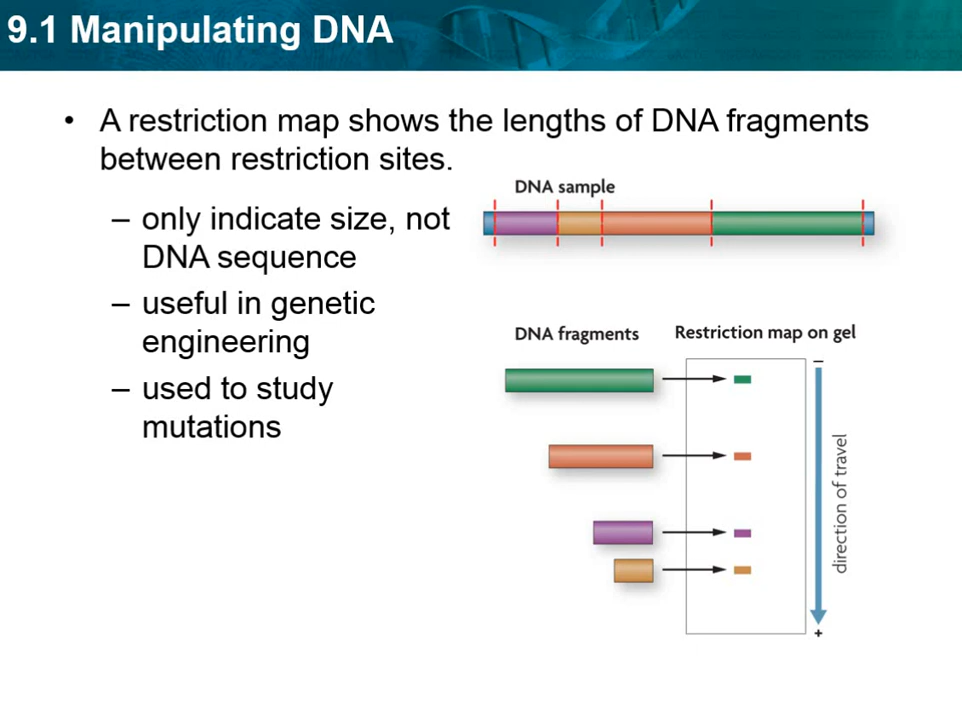 9.1 Manipulating DNA
• A restriction map shows the lengths of DNA fragments
between restriction sites.
– only indicate size, not
DNA sequence
– useful in genetic
engineering
– used to study
mutations
DNA sample
DNA fragments
Restriction map on gel
–
direction of travel
+